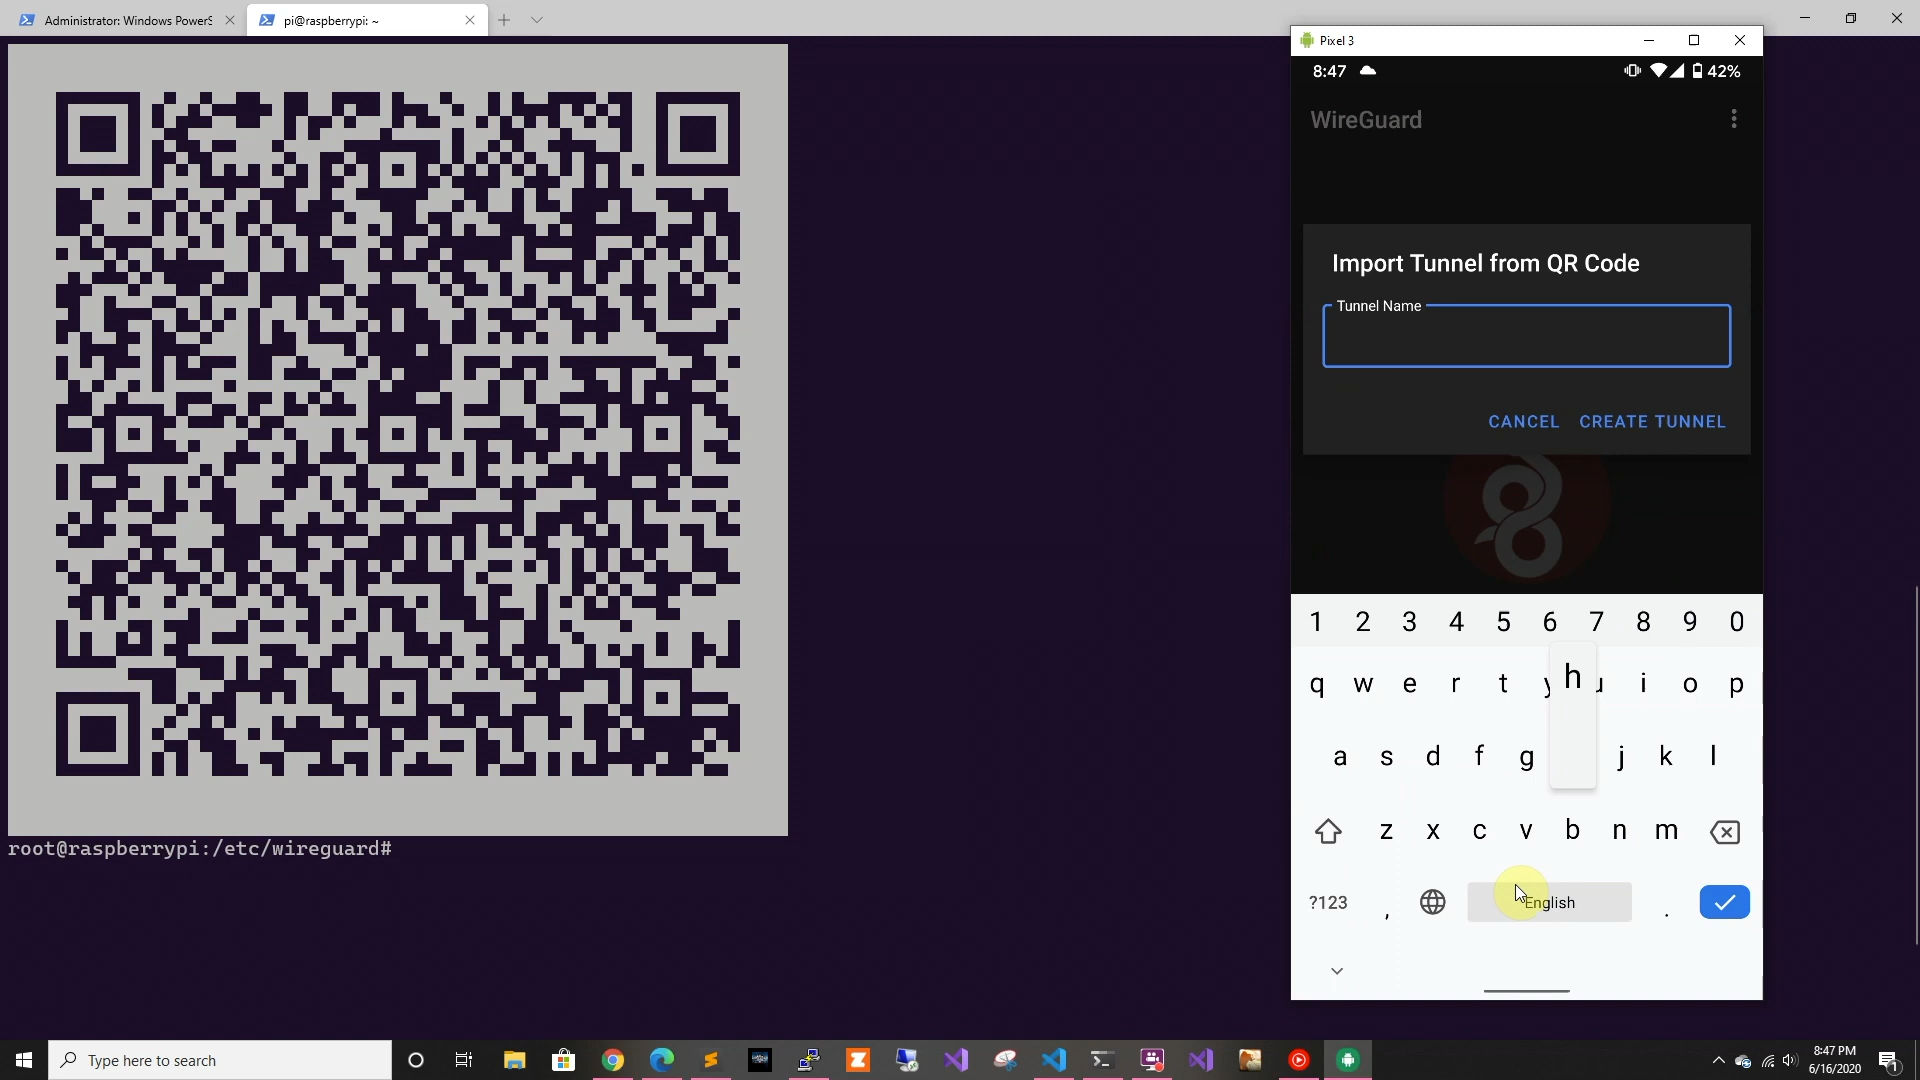 Administrator: Windows PowerS
pi@raspberrypi: ~
Pixel 3
8:47
42%
WireGuard
Import Tunnel from QR Code
Tunnel Name
CANCEL CREATE TUNNEL
1 2 3 4 5 6 7 8 9 0
q w e r t y h u i o p
a s d f g j k l
z x c v b n m
?123 , English .
root@raspberrypi:/etc/wireguard#
Type here to search
8:47 PM
6/16/2020
1